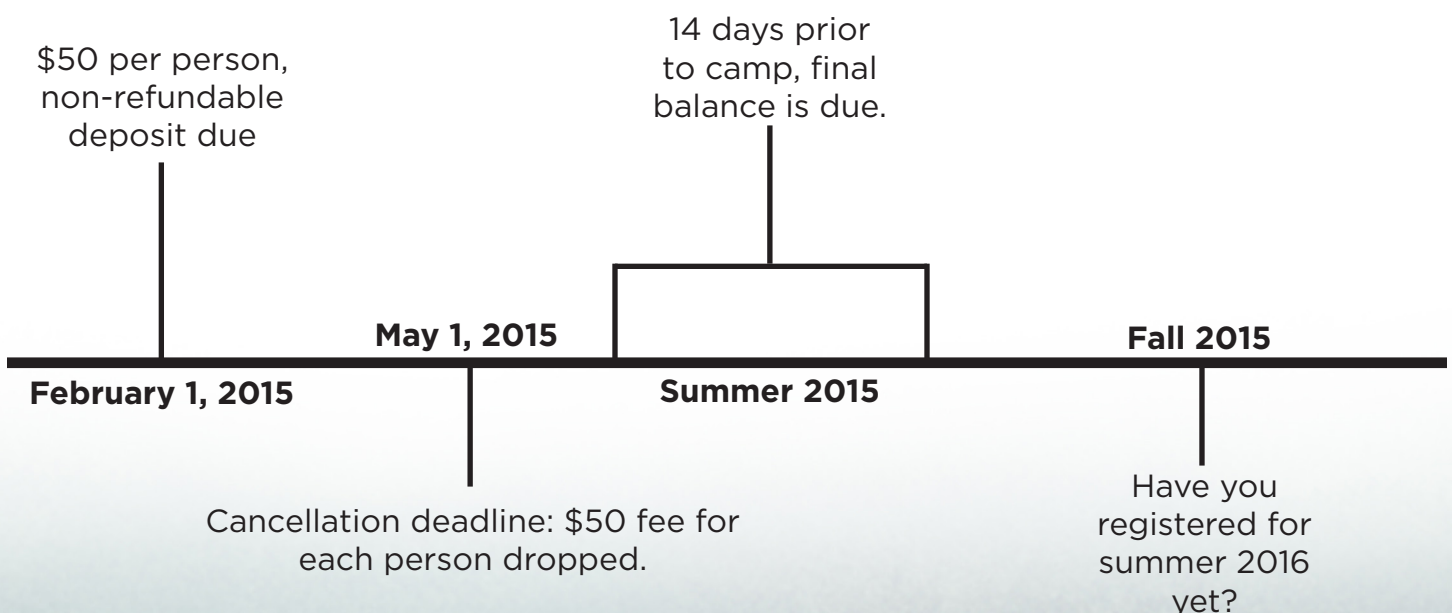 $50 per person,
non-refundable
deposit due
14 days prior
to camp, final
balance is due.
May 1, 2015
Fall 2015
February 1, 2015
Summer 2015
Cancellation deadline: $50 fee for
each person dropped.
Have you
registered for
summer 2016
yet?